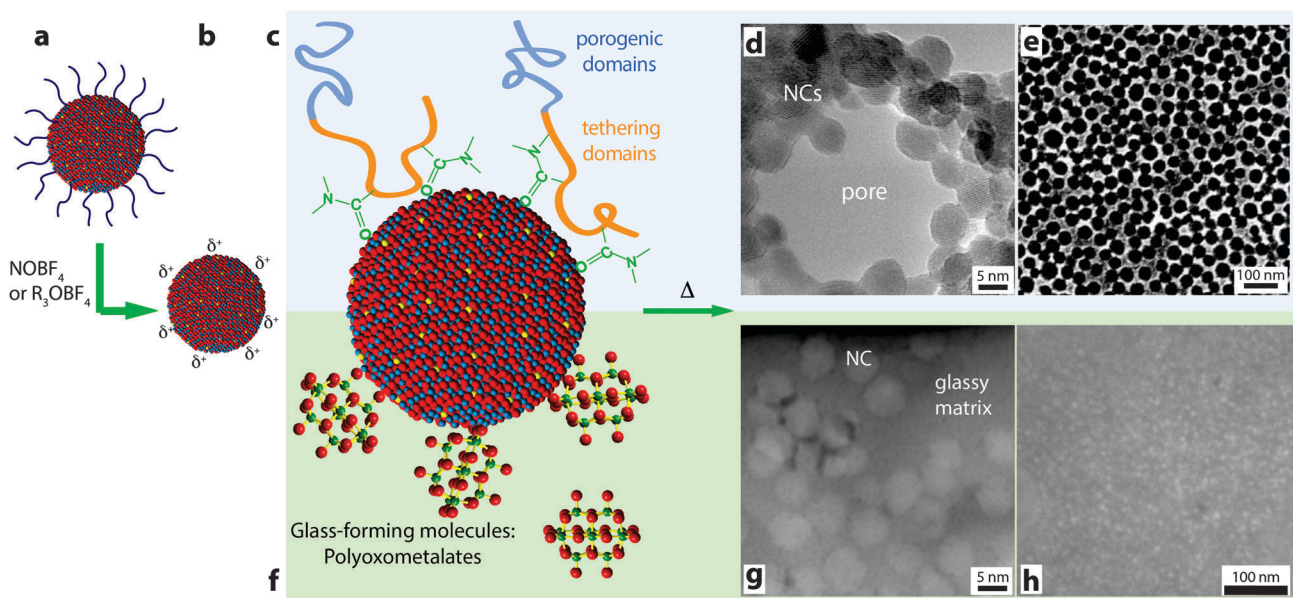 a
b
c
porogenic
domains
tethering
domains
NOBF₄
or R₃OBF₄
δ⁺
δ⁺
δ⁺
δ⁺
δ⁺
δ⁺
δ⁺
N
C
O
C
N
O
N
C
O
O
C
N
Δ
Glass-forming molecules:
Polyoxometalates
f
d
NCs
pore
5 nm
e
100 nm
g
NC
glassy
matrix
5 nm
h
100 nm